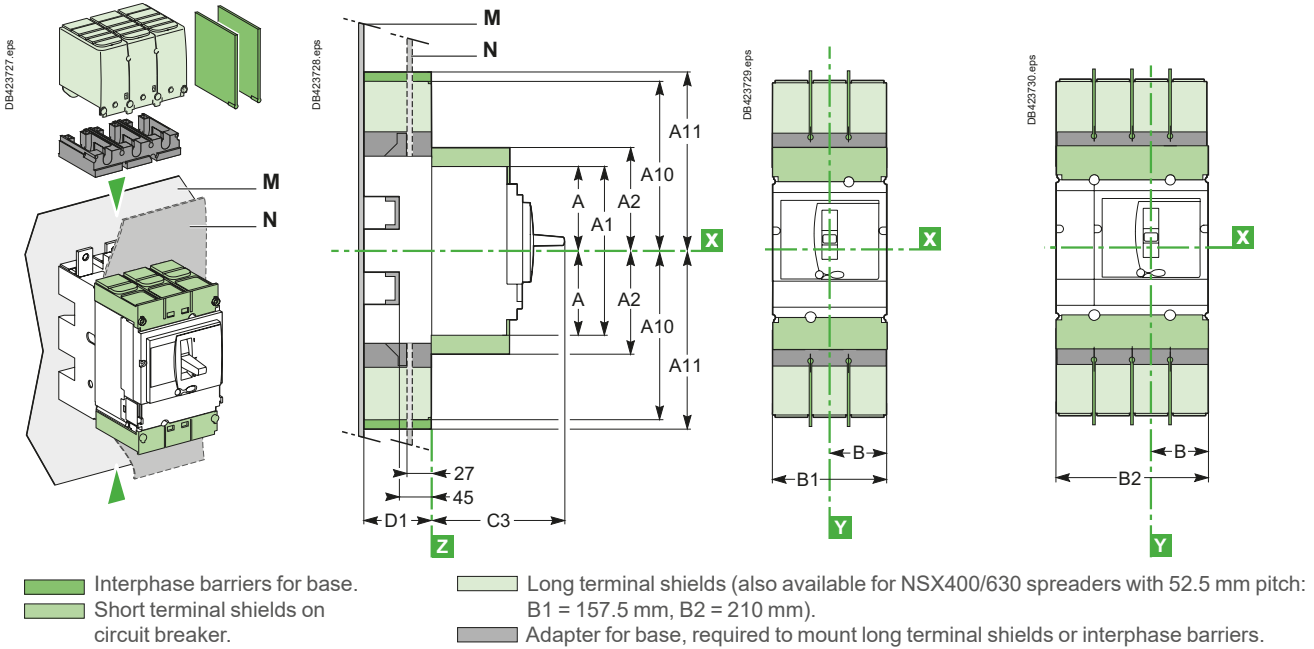 DB423727.eps
M
N
DB423728.eps
M
N
A11
A10
A2
A
A1
X
A
A2
A10
A11
27
45
D1
C3
Z
DB423729.eps
X
B
B1
Y
DB423730.eps
X
B
B2
Y
Interphase barriers for base.
Short terminal shields on
circuit breaker.
Long terminal shields (also available for NSX400/630 spreaders with 52.5 mm pitch:
B1 = 157.5 mm, B2 = 210 mm).
Adapter for base, required to mount long terminal shields or interphase barriers.